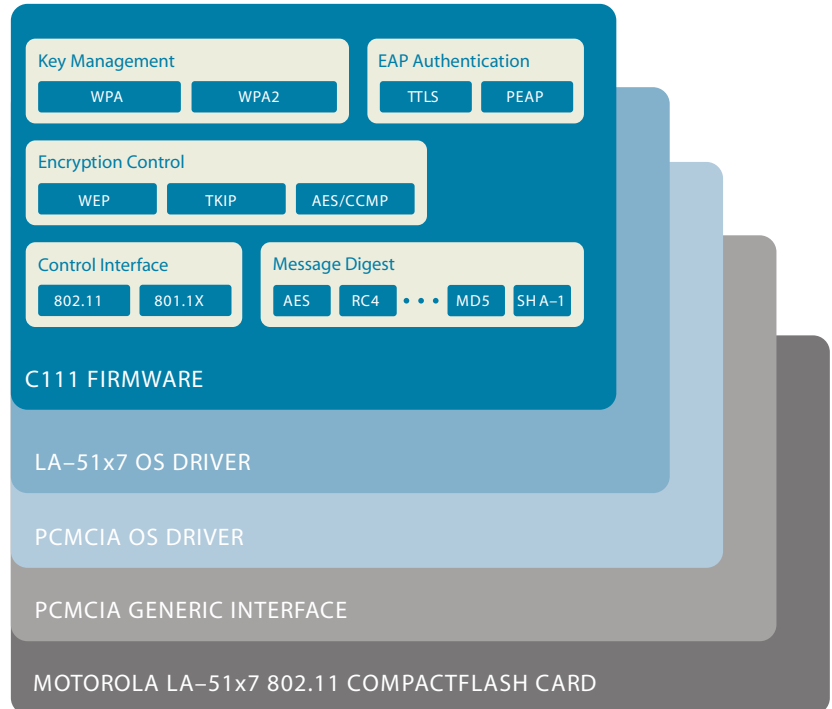 Key Management
WPA WPA2
EAP Authentication
TTLS PEAP
Encryption Control
WEP TKIP AES/CCMP
Control Interface
802.11 801.1X
Message Digest
AES RC4 • • • MD5 SHA–1
C111 FIRMWARE
LA–51x7 OS DRIVER
PCMCIA OS DRIVER
PCMCIA GENERIC INTERFACE
MOTOROLA LA–51x7 802.11 COMPACTFLASH CARD